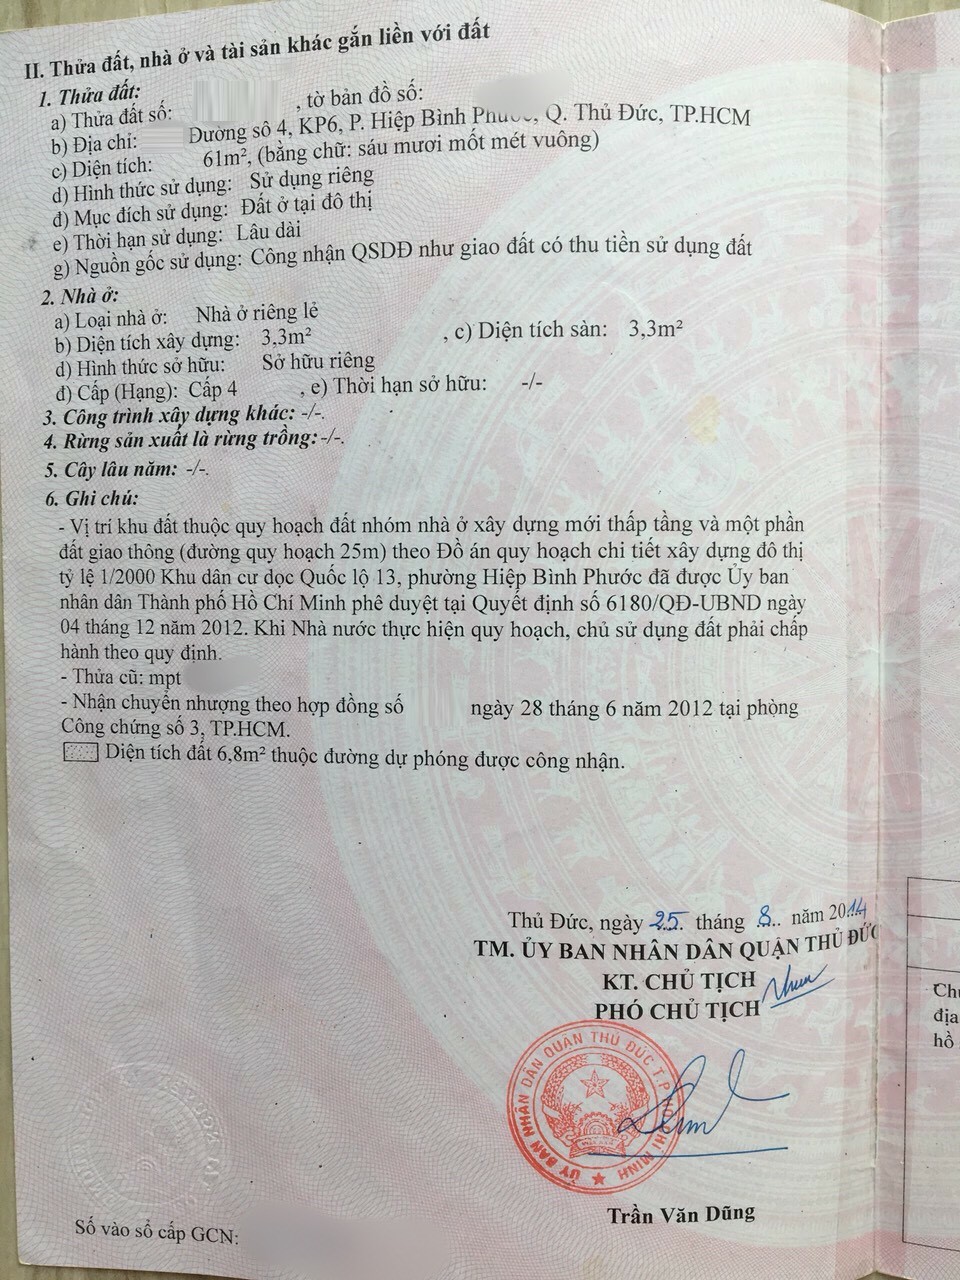 II. Thửa đất, nhà ở và tài sản khác gắn liền với đất
1. Thửa đất:
a) Thửa đất số: , tờ bản đồ số:
b) Địa chỉ: Đường số 4, KP6, P. Hiệp Bình Phước, Q. Thủ Đức, TP.HCM
c) Diện tích: 61m², (bằng chữ: sáu mươi mốt mét vuông)
d) Hình thức sử dụng: Sử dụng riêng
đ) Mục đích sử dụng: Đất ở tại đô thị
e) Thời hạn sử dụng: Lâu dài
g) Nguồn gốc sử dụng: Công nhận QSDĐ như giao đất có thu tiền sử dụng đất
2. Nhà ở:
a) Loại nhà ở: Nhà ở riêng lẻ
b) Diện tích xây dựng: 3,3m² , c) Diện tích sàn: 3,3m²
d) Hình thức sở hữu: Sở hữu riêng
đ) Cấp (Hạng): Cấp 4 , e) Thời hạn sở hữu: -/-
3. Công trình xây dựng khác: -/-.
4. Rừng sản xuất là rừng trồng: -/-.
5. Cây lâu năm: -/-.
6. Ghi chú:
- Vị trí khu đất thuộc quy hoạch đất nhóm nhà ở xây dựng mới thấp tầng và một phần
đất giao thông (đường quy hoạch 25m) theo Đồ án quy hoạch chi tiết xây dựng đô thị
tỷ lệ 1/2000 Khu dân cư dọc Quốc lộ 13, phường Hiệp Bình Phước đã được Ủy ban
nhân dân Thành phố Hồ Chí Minh phê duyệt tại Quyết định số 6180/QĐ-UBND ngày
04 tháng 12 năm 2012. Khi Nhà nước thực hiện quy hoạch, chủ sử dụng đất phải chấp
hành theo quy định.
- Thửa cũ: mpt
- Nhận chuyển nhượng theo hợp đồng số ngày 28 tháng 6 năm 2012 tại phòng
Công chứng số 3, TP.HCM.
Diện tích đất 6,8m² thuộc đường dự phóng được công nhận.
Thủ Đức, ngày 25 tháng 8 năm 2014
TM. ỦY BAN NHÂN DÂN QUẬN THỦ ĐỨC
KT. CHỦ TỊCH
PHÓ CHỦ TỊCH
ỦY BAN NHÂN DÂN QUẬN THỦ ĐỨC T.P HỒ CHÍ MINH
Trần Văn Dũng
Số vào sổ cấp GCN:
địa
hồ